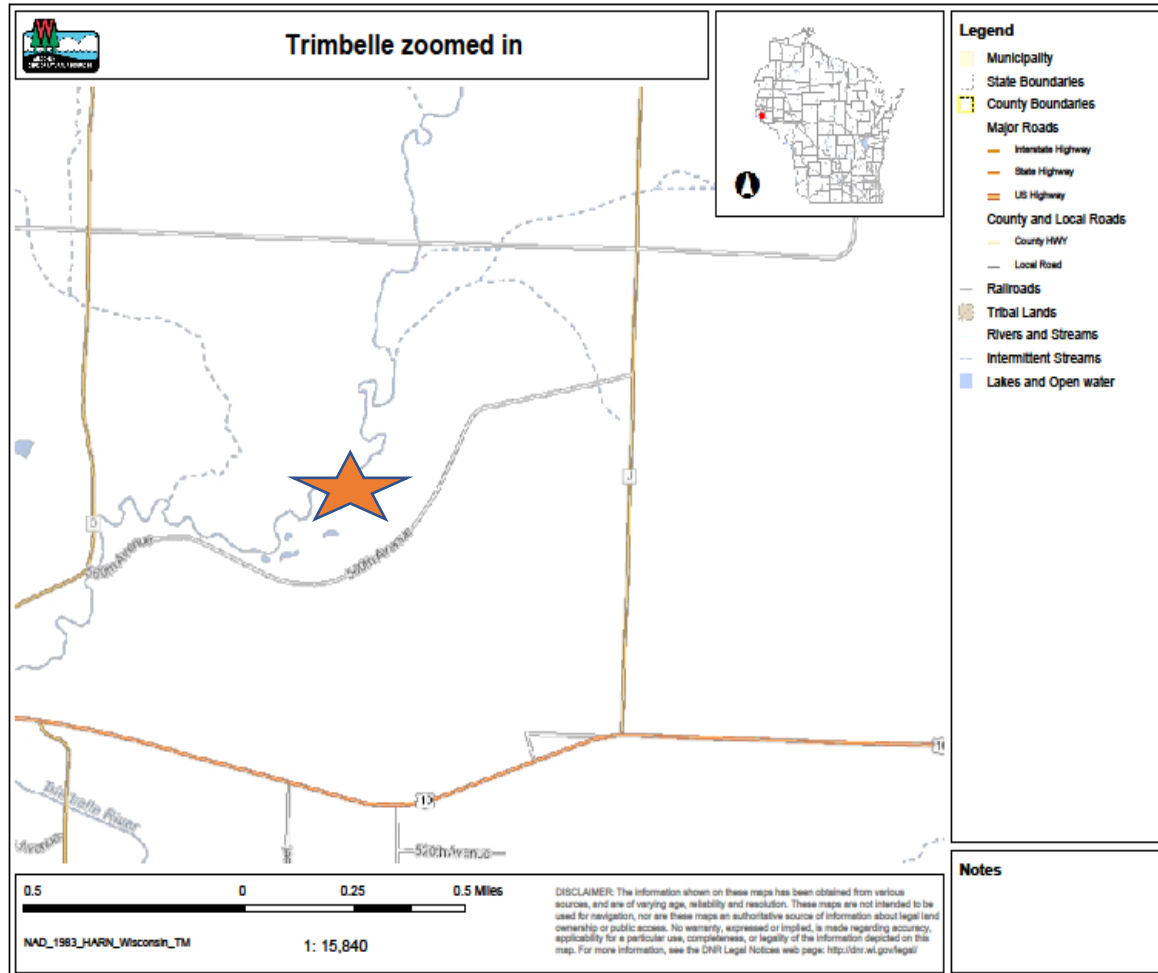 Trimbelle zoomed in
Legend
Municipality
State Boundaries
County Boundaries
Major Roads
Interstate Highway
State Highway
US Highway
County and Local Roads
County HWY
Local Road
Railroads
Tribal Lands
Rivers and Streams
Intermittent Streams
Lakes and Open water
J
D
560th Avenue
10
River
Avenue
520th Avenue
Notes
0.5 0 0.25 0.5 Miles
NAD_1983_HARN_Wisconsin_TM
1: 15,840
DISCLAIMER: The information shown on these maps has been obtained from various
sources, and are of varying age, reliability and resolution. These maps are not intended to be
used for navigation, nor are these maps an authoritative source of information about legal land
ownership or public access. No warranty, expressed or implied, is made regarding accuracy,
applicability for a particular use, completeness, or legality of the information depicted on this
map. For more information, see the DNR Legal Notices web page: http://dnr.wi.gov/legal/